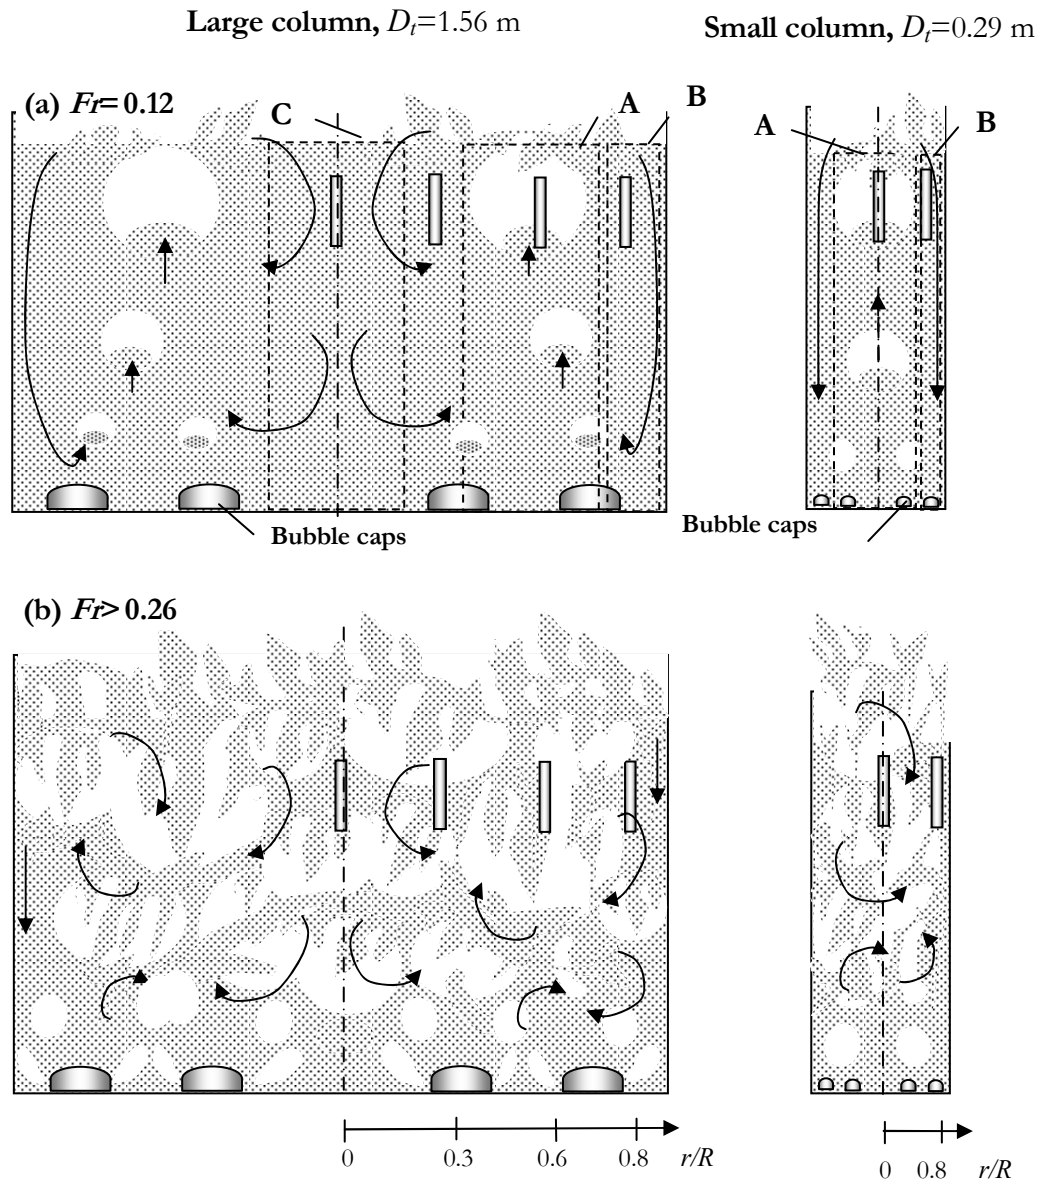 Large column, Dt=1.56 m
Small column, Dt=0.29 m
(a) Fr= 0.12
C
A
B
A
B
Bubble caps
Bubble caps
(b) Fr> 0.26
0
0.3
0.6
0.8
r/R
0
0.8
r/R